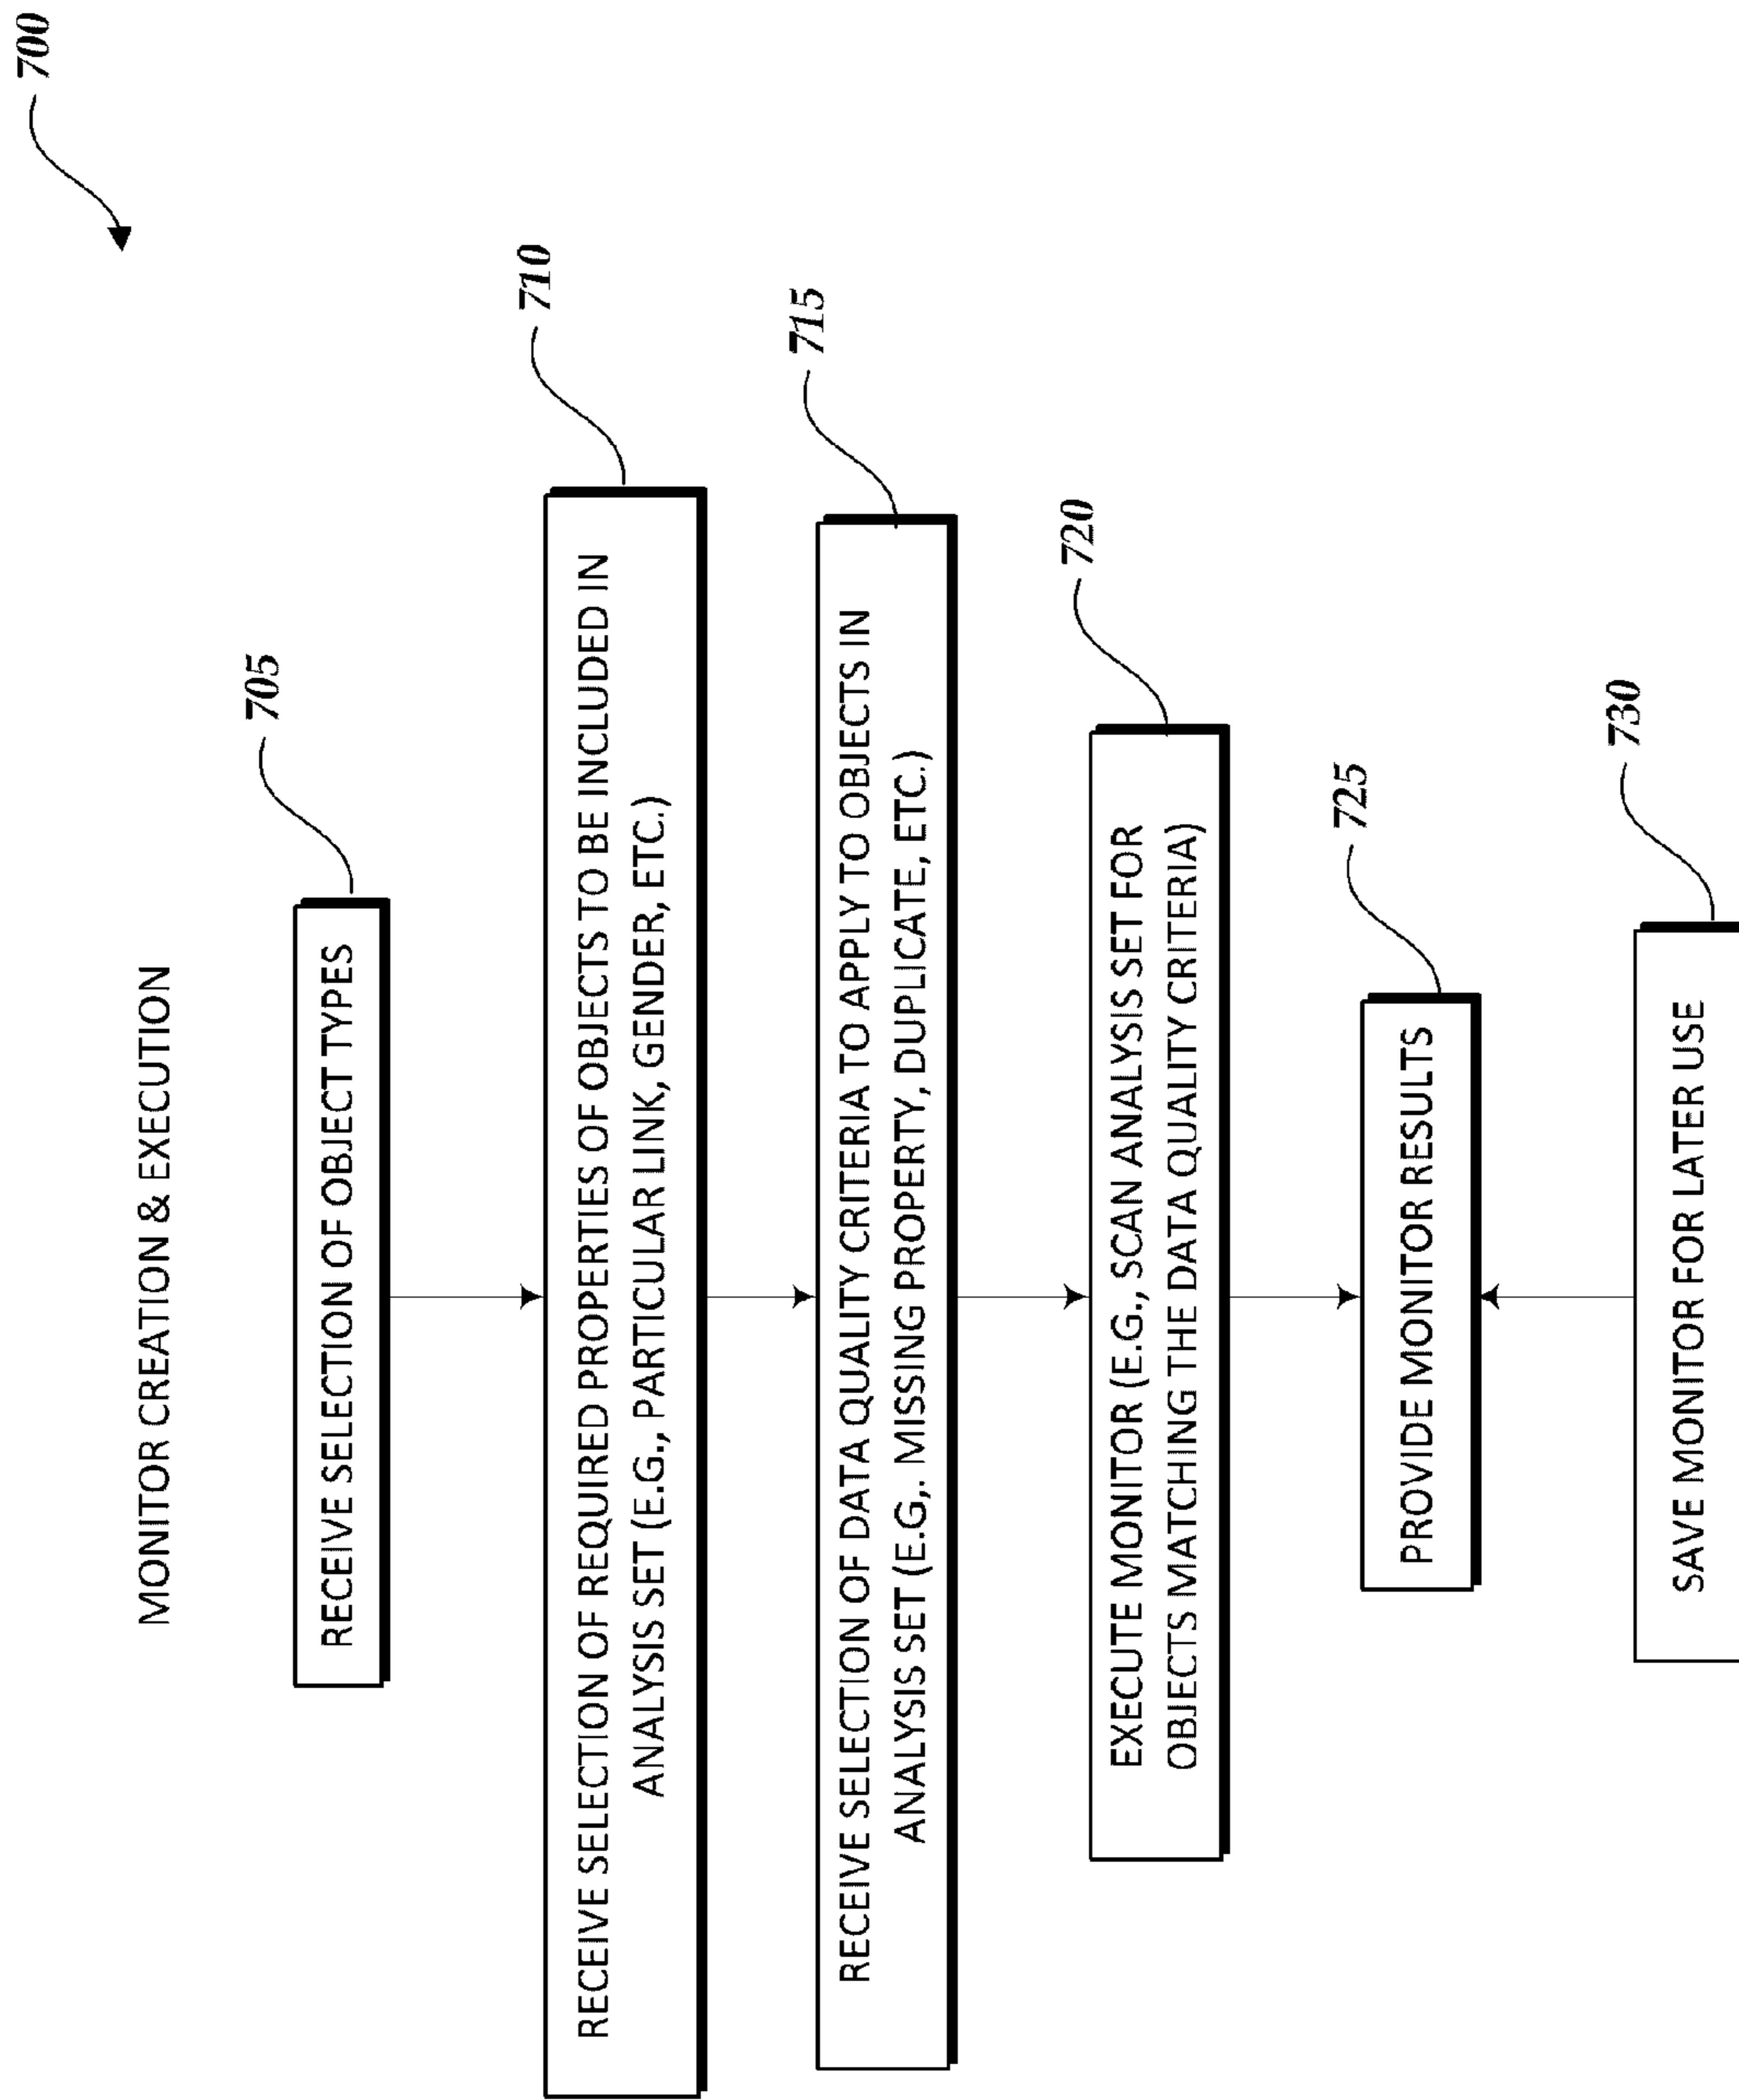 700
MONITOR CREATION & EXECUTION
705
RECEIVE SELECTION OF OBJECT TYPES
710
RECEIVE SELECTION OF REQUIRED PROPERTIES OF OBJECTS TO BE INCLUDED IN
ANALYSIS SET (E.G., PARTICULAR LINK, GENDER, ETC.)
715
RECEIVE SELECTION OF DATA QUALITY CRITERIA TO APPLY TO OBJECTS IN
ANALYSIS SET (E.G,. MISSING PROPERTY, DUPLICATE, ETC.)
720
EXECUTE MONITOR (E.G., SCAN ANALYSIS SET FOR
OBJECTS MATCHING THE DATA QUALITY CRITERIA)
725
PROVIDE MONITOR RESULTS
730
SAVE MONITOR FOR LATER USE